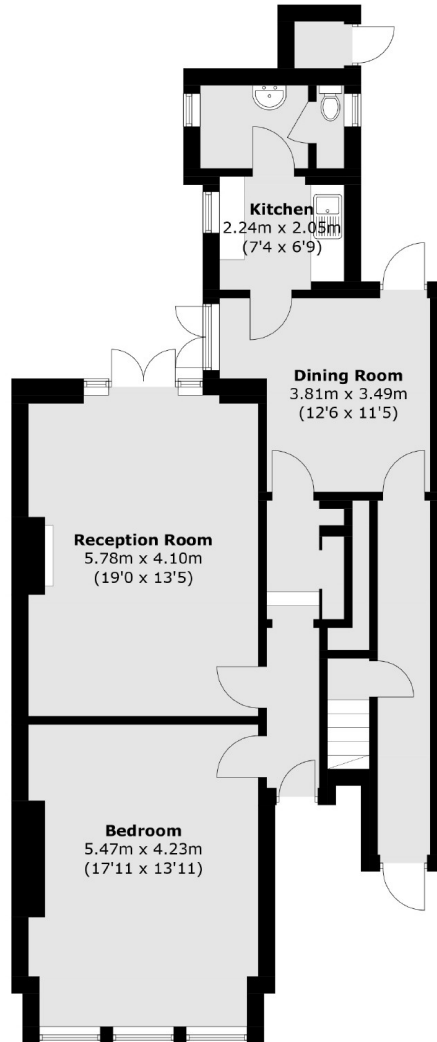 Kitchen
2.24m x 2.05m
(7'4 x 6'9)
Dining Room
3.81m x 3.49m
(12'6 x 11'5)
Reception Room
5.78m x 4.10m
(19'0 x 13'5)
Bedroom
5.47m x 4.23m
(17'11 x 13'11)